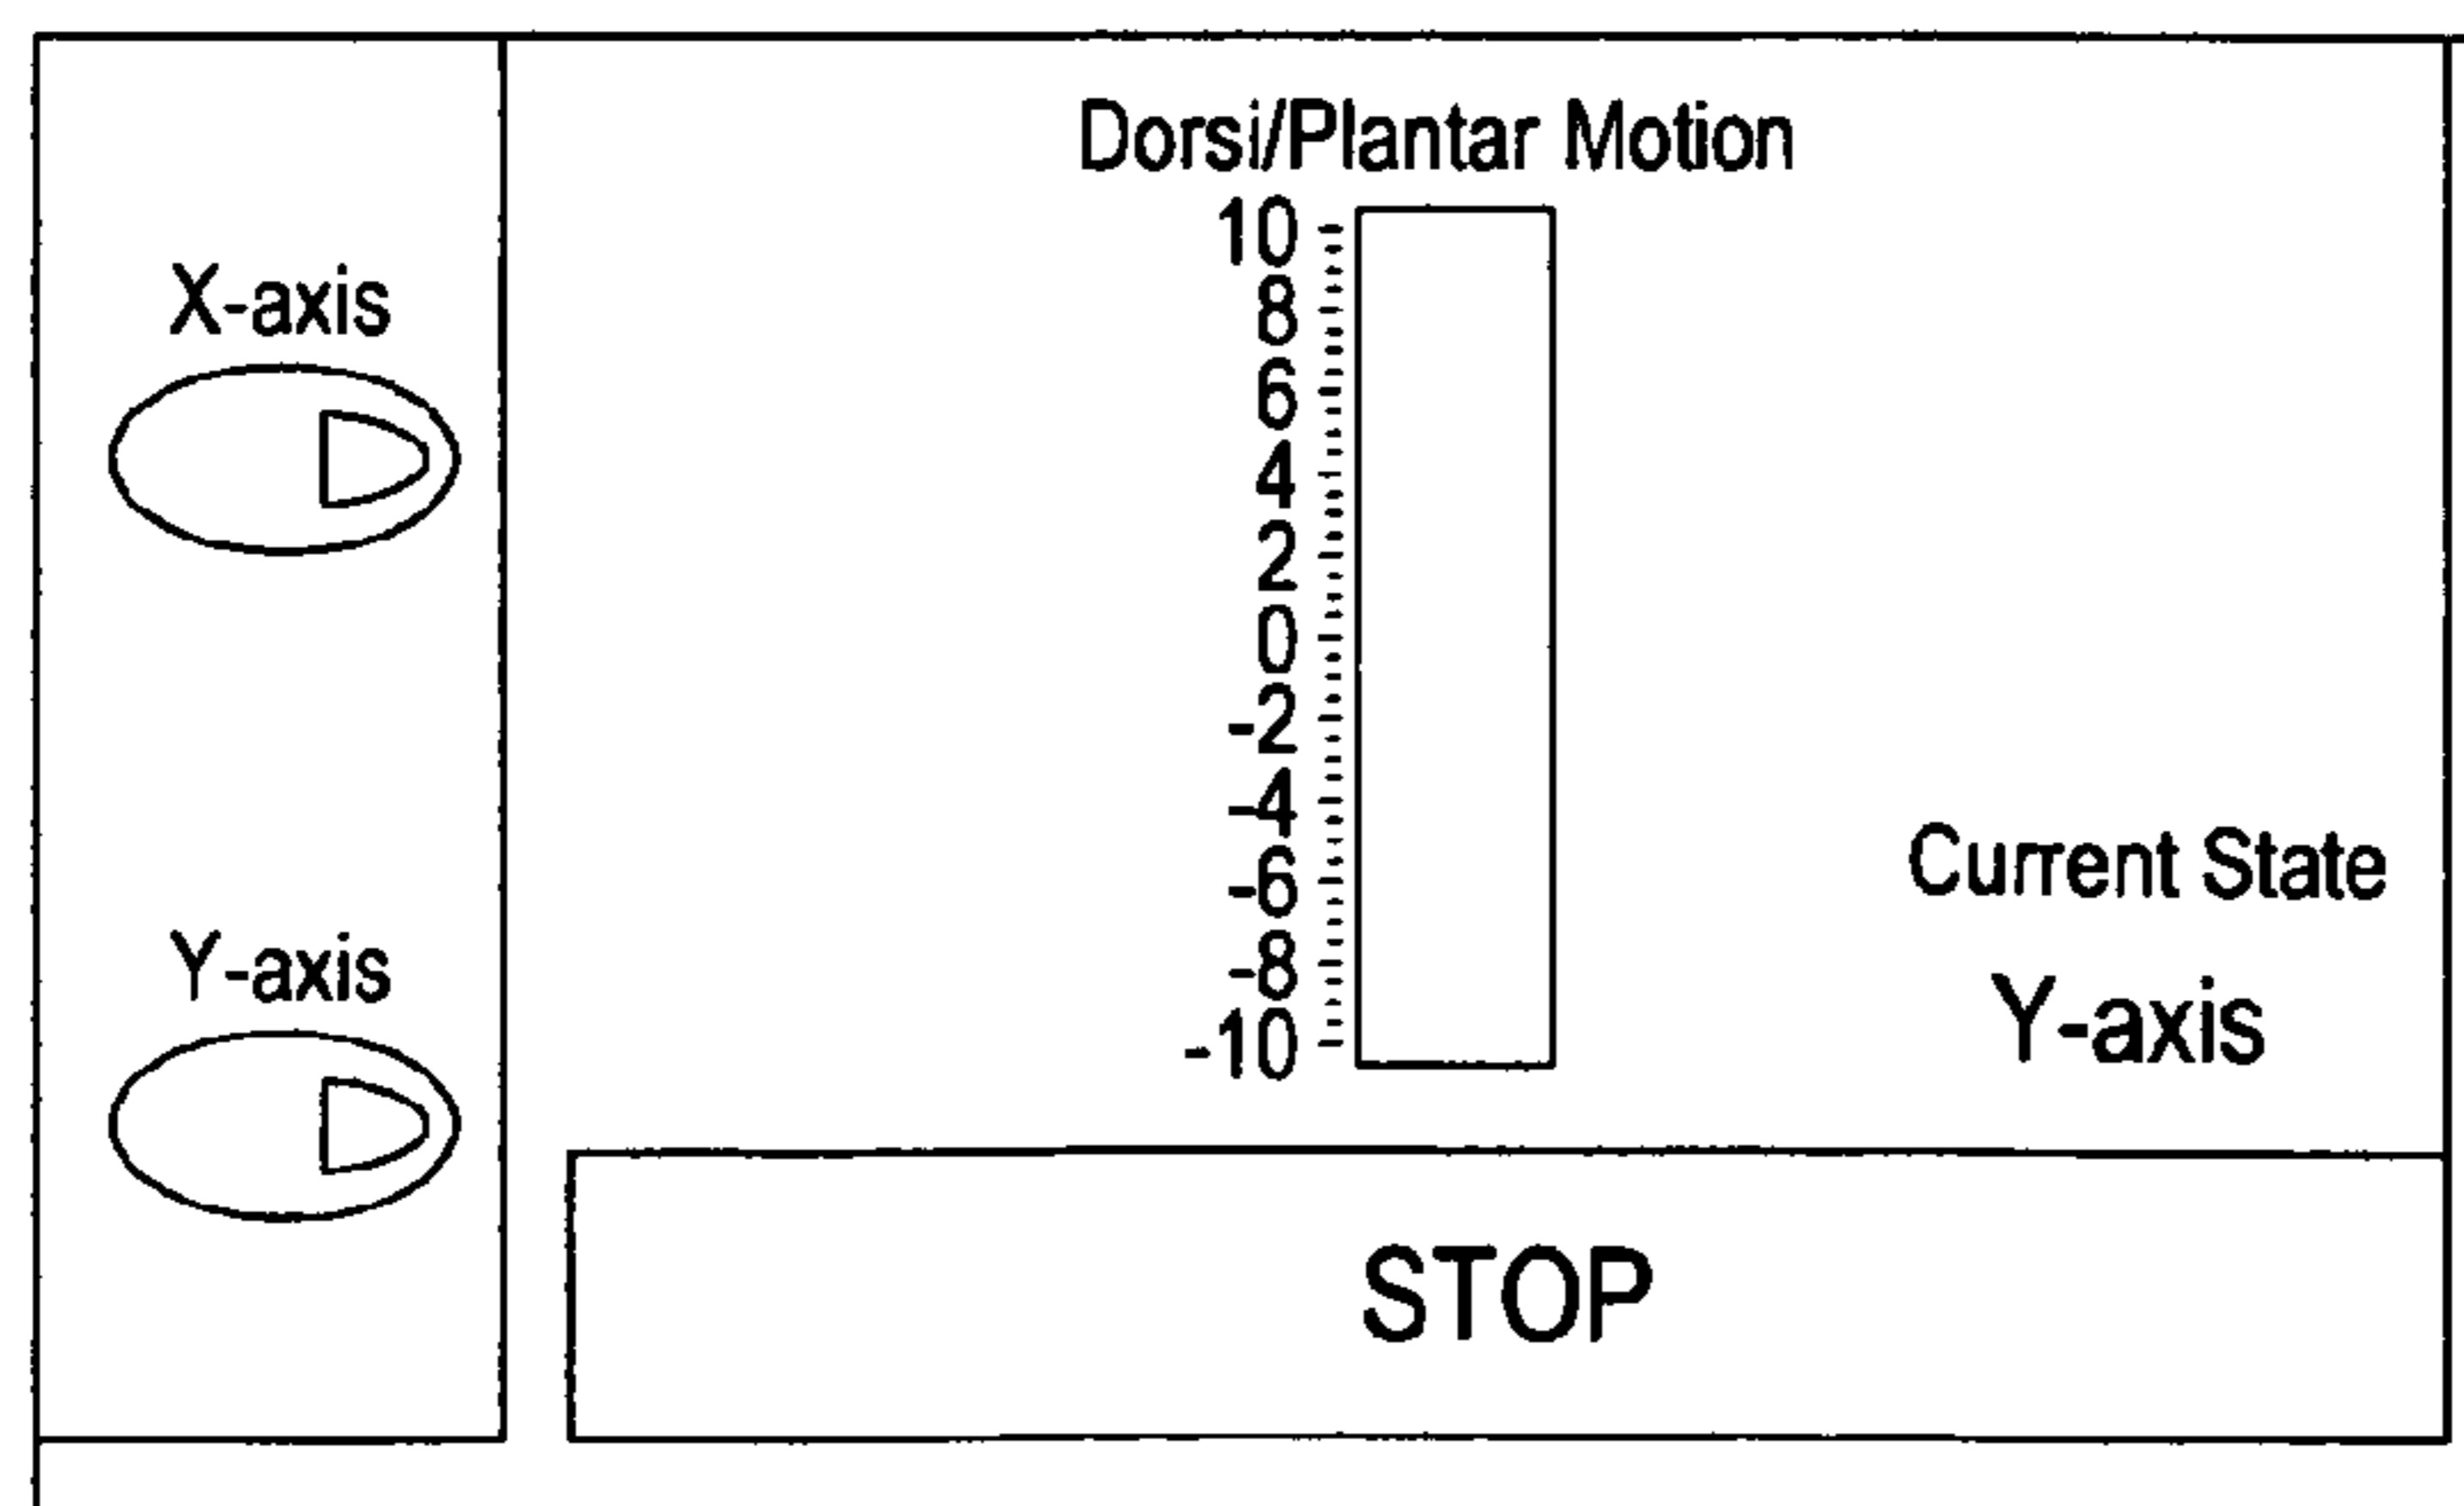 X-axis
Y-axis
Dorsi/Plantar Motion
10
8
6
4
2
0
-2
-4
-6
-8
-10
Current State
Y-axis
STOP